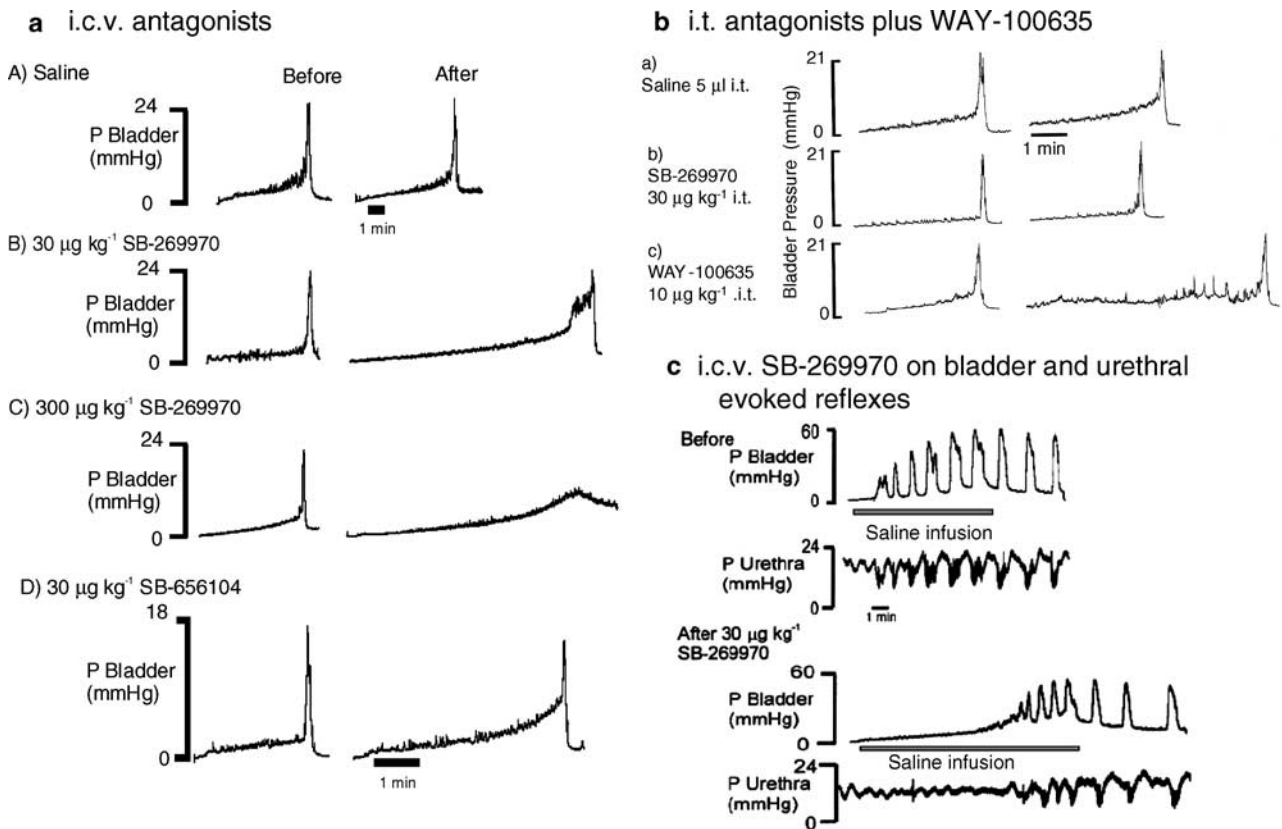 a i.c.v. antagonists
A) Saline
Before
After
24
P Bladder
(mmHg)
0
1 min
B) 30 µg kg⁻¹ SB-269970
24
P Bladder
(mmHg)
0
C) 300 µg kg⁻¹ SB-269970
24
P Bladder
(mmHg)
0
D) 30 µg kg⁻¹ SB-656104
18
P Bladder
(mmHg)
0
1 min
b i.t. antagonists plus WAY-100635
a)
Saline 5 µl i.t.
21
0
1 min
b)
SB-269970
30 µg kg⁻¹ i.t.
21
0
c)
WAY-100635
10 µg kg⁻¹ .i.t.
21
0
Bladder Pressure (mmHg)
c i.c.v. SB-269970 on bladder and urethral
evoked reflexes
Before
60
P Bladder
(mmHg)
0
Saline infusion
24
P Urethra
(mmHg)
0
1 min
After 30 µg kg⁻¹
SB-269970
60
P Bladder
(mmHg)
0
Saline infusion
24
P Urethra
(mmHg)
0